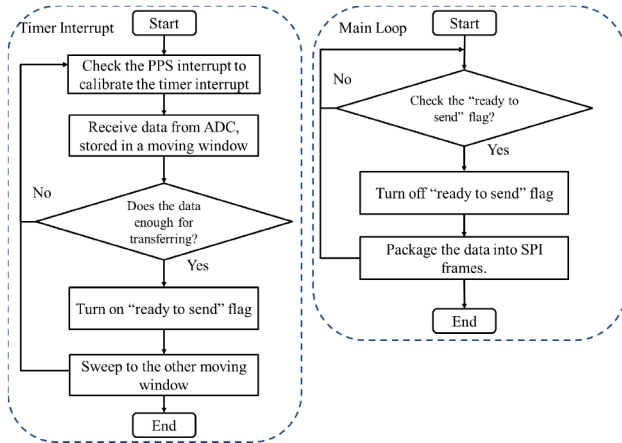 Timer Interrupt
Start
Check the PPS interrupt to
calibrate the timer interrupt
Receive data from ADC,
stored in a moving window
No
Does the data
enough for
transferring?
Yes
Turn on “ready to send” flag
Sweep to the other moving
window
End
Main Loop
Start
No
Check the “ready to
send” flag?
Yes
Turn off “ready to send” flag
Package the data into SPI
frames.
End